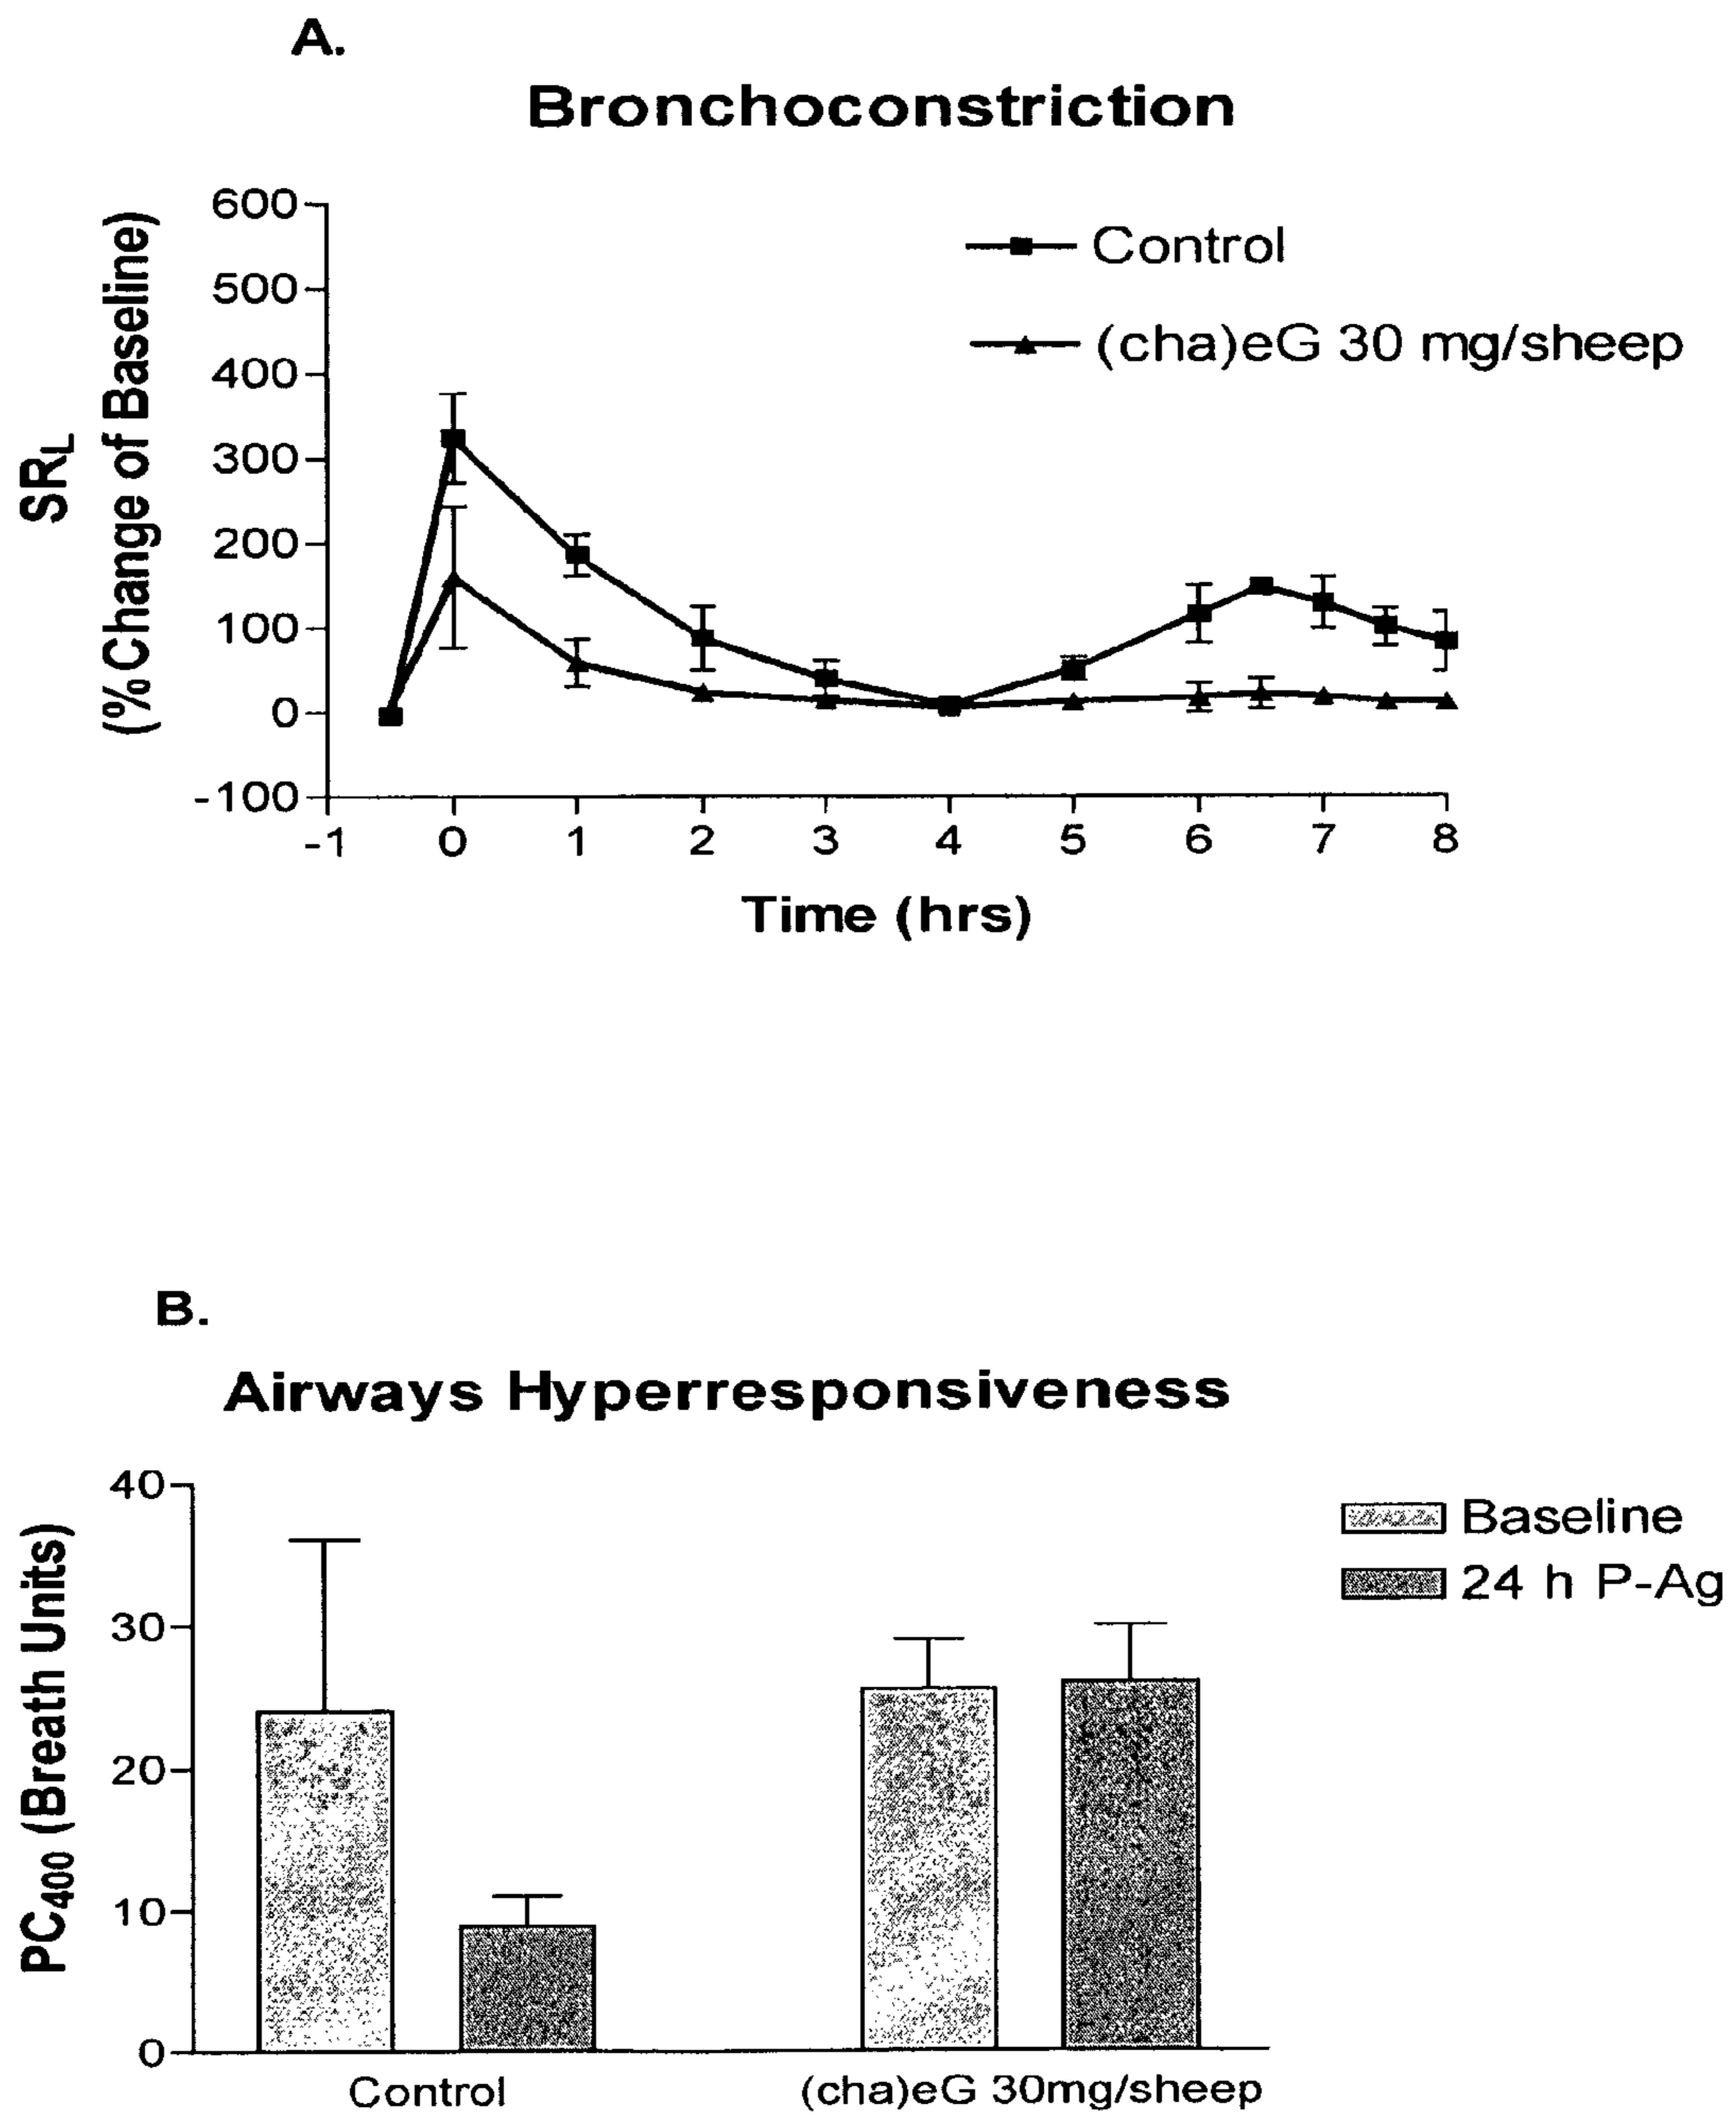 A.
Bronchoconstriction
SRL
(% Change of Baseline)
600
500
400
300
200
100
0
-100
Control
(cha)eG 30 mg/sheep
-1 0 1 2 3 4 5 6 7 8
Time (hrs)
B.
Airways Hyperresponsiveness
PC400 (Breath Units)
40
30
20
10
0
Baseline
24 h P-Ag
Control (cha)eG 30mg/sheep